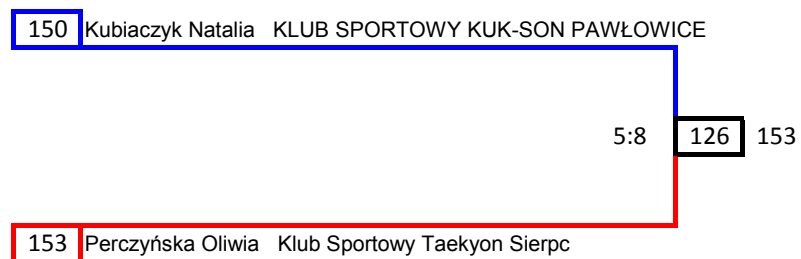 150 Kubiaczyk Natalia KLUB SPORTOWY KUK-SON PAWŁOWICE
5:8 126 153
153 Perczyńska Oliwia Klub Sportowy Taekyon Sierpc